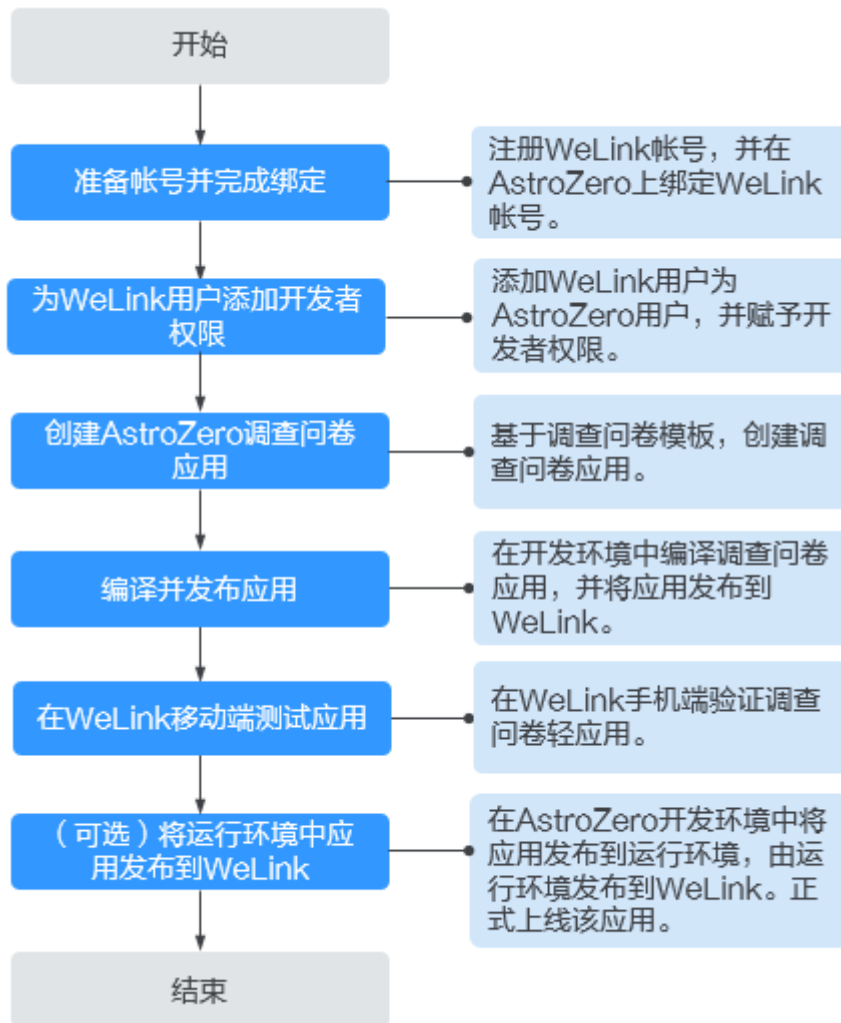 开始
准备帐号并完成绑定
注册WeLink帐号，并在
AstroZero上绑定WeLink
帐号。
为WeLink用户添加开发者
权限
添加WeLink用户为
AstroZero用户，并赋予开
发者权限。
创建AstroZero调查问卷
应用
基于调查问卷模板，创建调
查问卷应用。
编译并发布应用
在开发环境中编译调查问卷
应用，并将应用发布到
WeLink。
在WeLink移动端测试应用
在WeLink手机端验证调查
问卷轻应用。
（可选）将运行环境中应
用发布到WeLink
在AstroZero开发环境中将
应用发布到运行环境，由运
行环境发布到WeLink。正
式上线该应用。
结束